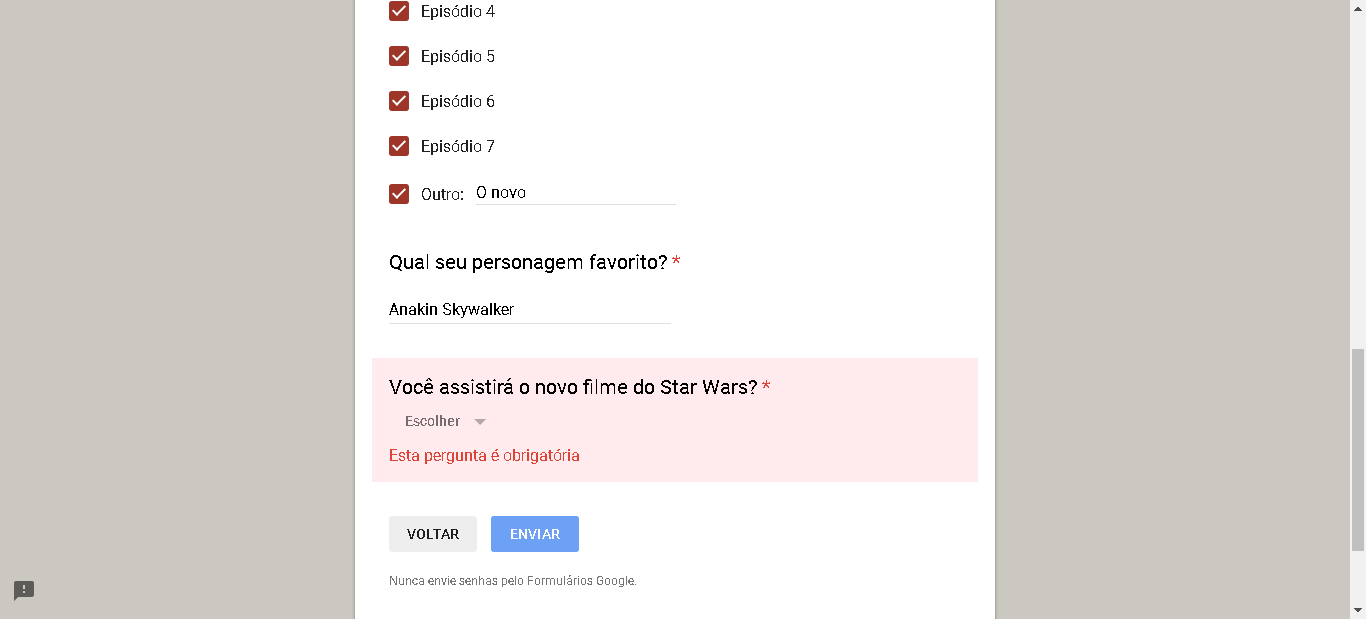 Episódio 4
Episódio 5
Episódio 6
Episódio 7
Outro: O novo
Qual seu personagem favorito? *
Anakin Skywalker
Você assistirá o novo filme do Star Wars? *
Escolher
Esta pergunta é obrigatória
VOLTAR ENVIAR
Nunca envie senhas pelo Formulários Google.